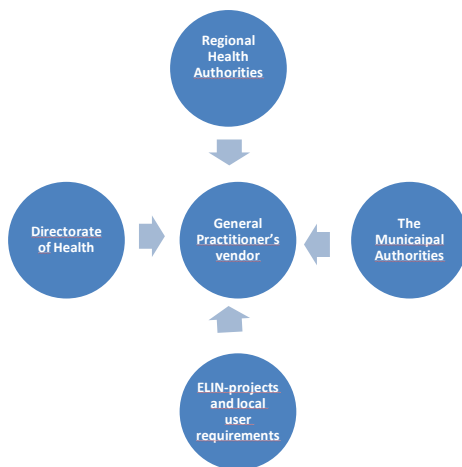 Regional
Health
Authorities
Directorate
of Health
General
Practitioner's
vendor
The
Municaipal
Authorities
ELIN-projects
and local
user
requirements